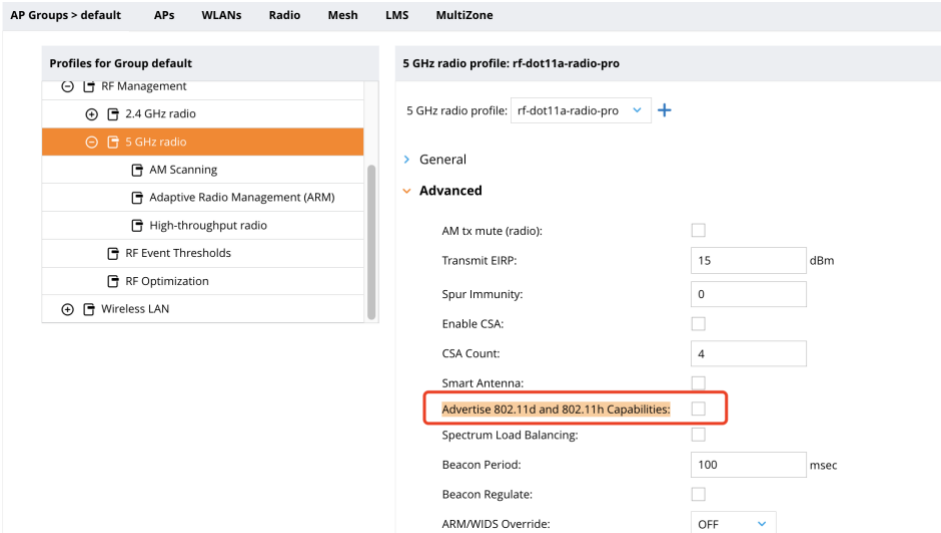 AP Groups > default APs WLANs Radio Mesh LMS MultiZone
Profiles for Group default
RF Management
2.4 GHz radio
5 GHz radio
AM Scanning
Adaptive Radio Management (ARM)
High-throughput radio
RF Event Thresholds
RF Optimization
Wireless LAN
5 GHz radio profile: rf-dot11a-radio-pro
5 GHz radio profile: rf-dot11a-radio-pro
General
Advanced
AM tx mute (radio):
Transmit EIRP: 15 dBm
Spur Immunity: 0
Enable CSA:
CSA Count: 4
Smart Antenna:
Advertise 802.11d and 802.11h Capabilities:
Spectrum Load Balancing:
Beacon Period: 100 msec
Beacon Regulate:
ARM/WIDS Override: OFF